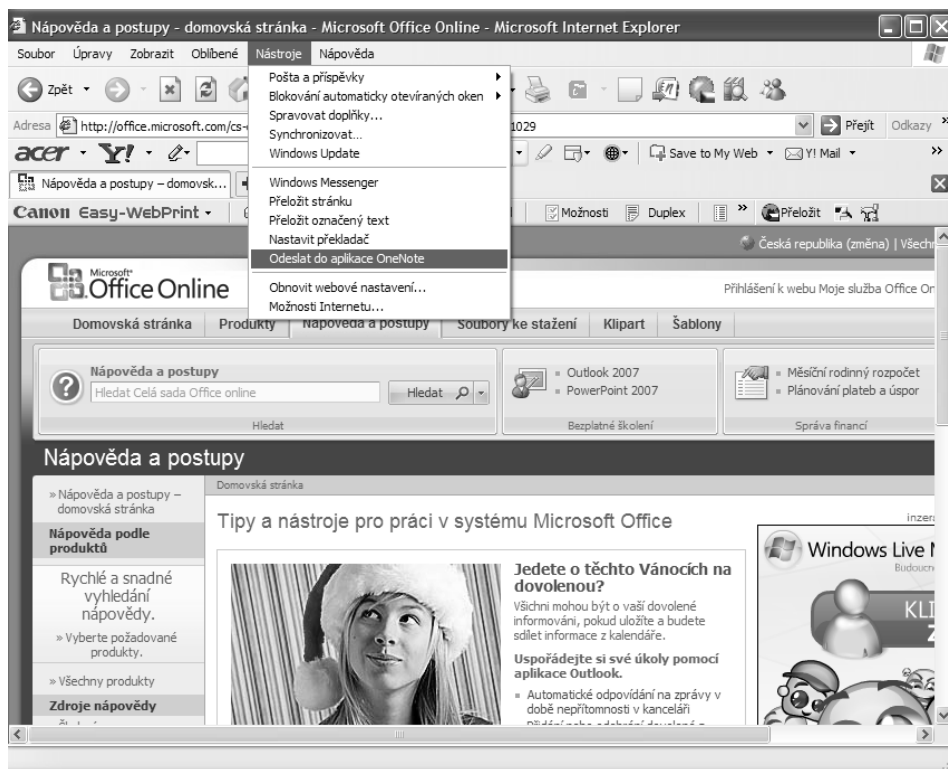 Nápověda a postupy - domovská stránka - Microsoft Office Online - Microsoft Internet Explorer
Soubor Úpravy Zobrazit Oblíbené Nástroje Nápověda
Pošta a příspěvky
Blokování automaticky otevíraných oken
Spravovat doplňky...
Synchronizovat...
Windows Update
Windows Messenger
Přeložit stránku
Přeložit označený text
Nastavit překladač
Odeslat do aplikace OneNote
Obnovit webové nastavení...
Možnosti Internetu...
Zpět
Adresa http://office.microsoft.com/cs- 1029 Přejít Odkazy »
acer Y! Save to My Web Y! Mail »
Nápověda a postupy – domovsk...
Canon Easy-WebPrint Možnosti Duplex » Přeložit
Česká republika (změna) | Všechn
Microsoft®
Office Online
Přihlášení k webu Moje služba Office On
Domovská stránka Produkty Nápověda a postupy Soubory ke stažení Klipart Šablony
Nápověda a postupy
Hledat Celá sada Office online Hledat
Hledat
Outlook 2007
PowerPoint 2007
Bezplatné školení
Měsíční rodinný rozpočet
Plánování plateb a úspor
Správa financí
Nápověda a postupy
» Nápověda a postupy –
domovská stránka
Nápověda podle
produktů
Rychlé a snadné
vyhledání
nápovědy.
» Vyberte požadované
produkty.
» Všechny produkty
Zdroje nápovědy
Domovská stránka
Tipy a nástroje pro práci v systému Microsoft Office
Jedete o těchto Vánocích na
dovolenou?
Všichni mohou být o vaší dovolené
informováni, pokud uložíte a budete
sdílet informace z kalendáře.
Uspořádejte si své úkoly pomocí
aplikace Outlook.
Automatické odpovídání na zprávy v
době nepřítomnosti v kanceláři
inzer
Windows Live
Budoucn
KLI
Z